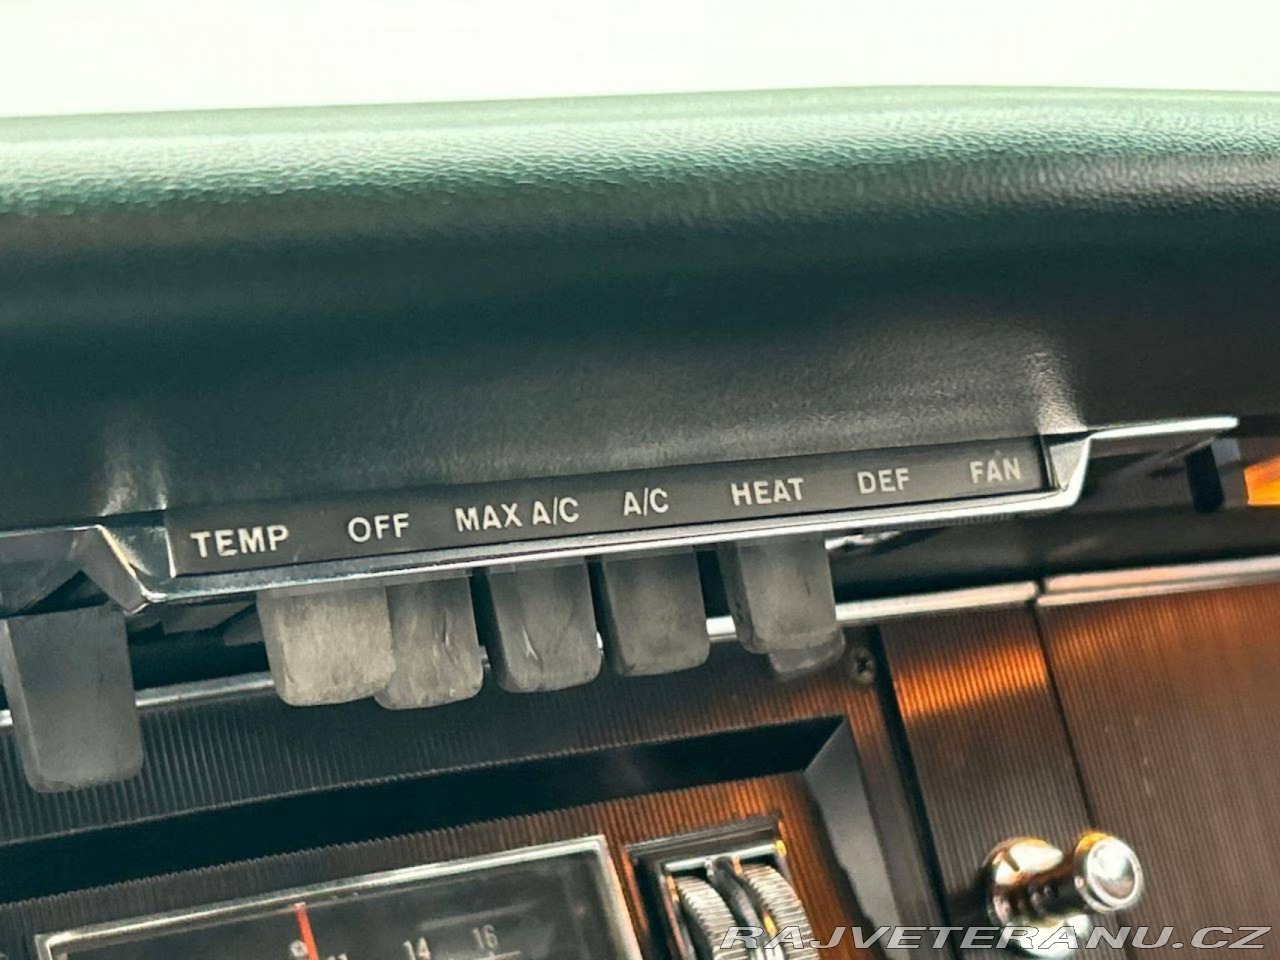 TEMP OFF MAX A/C A/C HEAT DEF FAN
14 16
RAJVETERANU.CZ